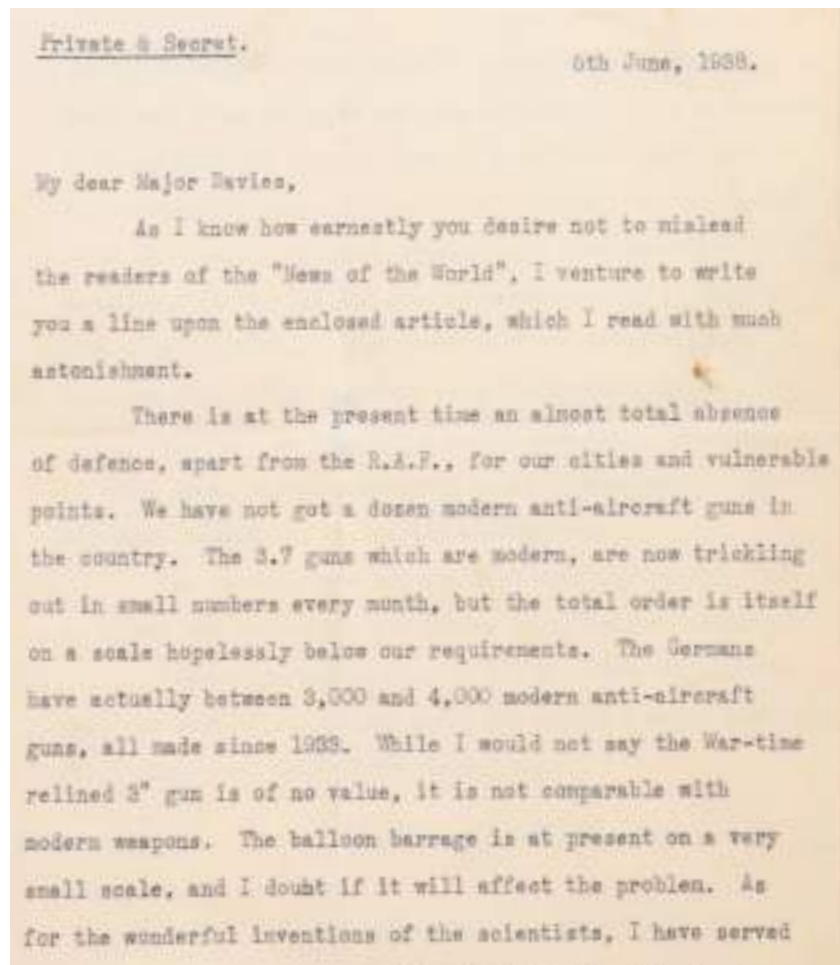 Private & Secret.
6th June, 1938.
My dear Major Davies,
As I know how earnestly you desire not to mislead
the readers of the "News of the World", I venture to write
you a line upon the enclosed article, which I read with much
astonishment.
There is at the present time an almost total absence
of defence, apart from the R.A.F., for our cities and vulnerable
points. We have not got a dozen modern anti-aircraft guns in
the country. The 3.7 guns which are modern, are now trickling
out in small numbers every month, but the total order is itself
on a scale hopelessly below our requirements. The Germans
have actually between 3,000 and 4,000 modern anti-aircraft
guns, all made since 1933. While I would not say the War-time
relined 3" gun is of no value, it is not comparable with
modern weapons. The balloon barrage is at present on a very
small scale, and I doubt if it will affect the problem. As
for the wonderful inventions of the scientists, I have served